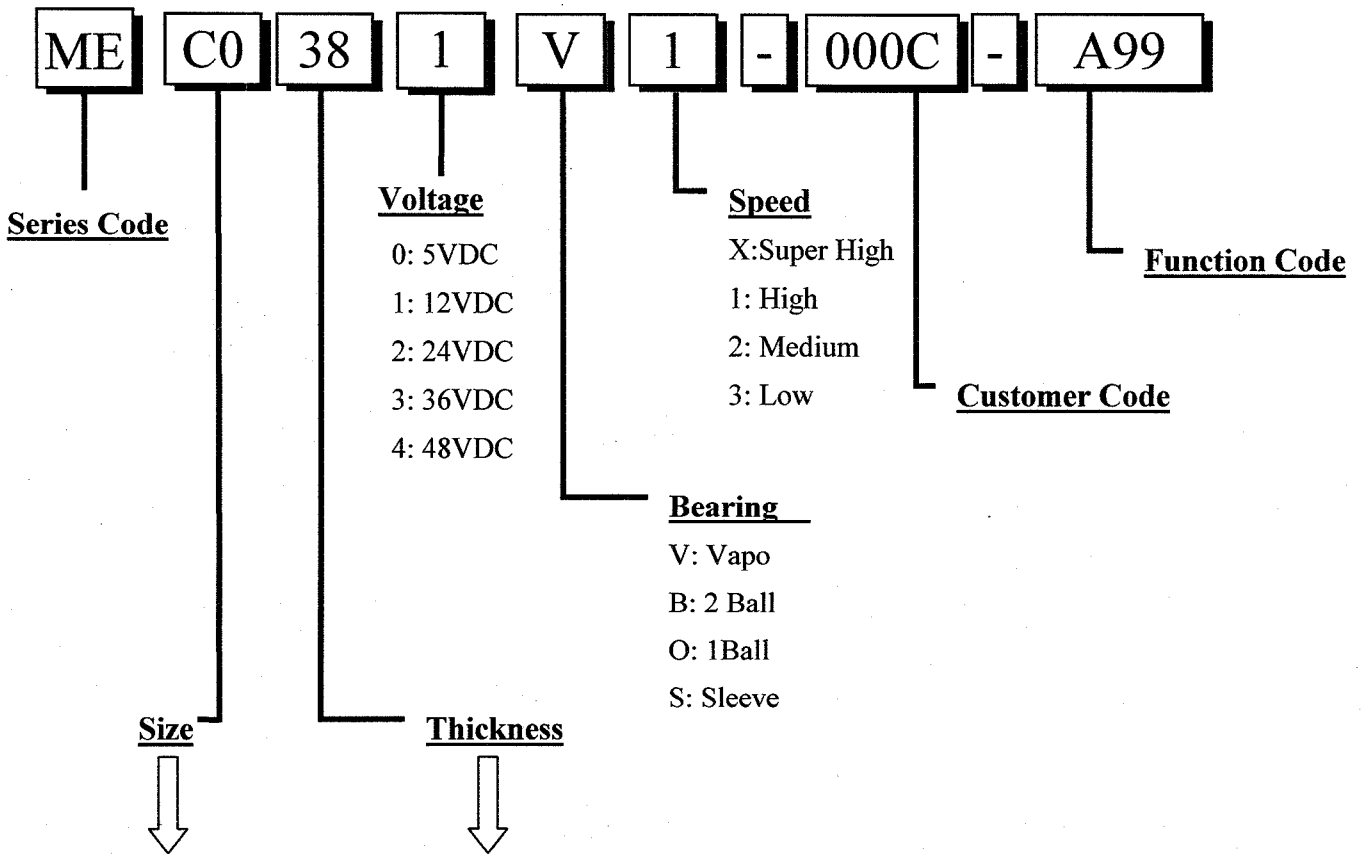 ME C0 38 1 V 1 - 000C - A99
Series Code
Voltage
0: 5VDC
1: 12VDC
2: 24VDC
3: 36VDC
4: 48VDC
Speed
X:Super High
1: High
2: Medium
3: Low
Function Code
Customer Code
Bearing
V: Vapo
B: 2 Ball
O: 1Ball
S: Sleeve
Size
Thickness